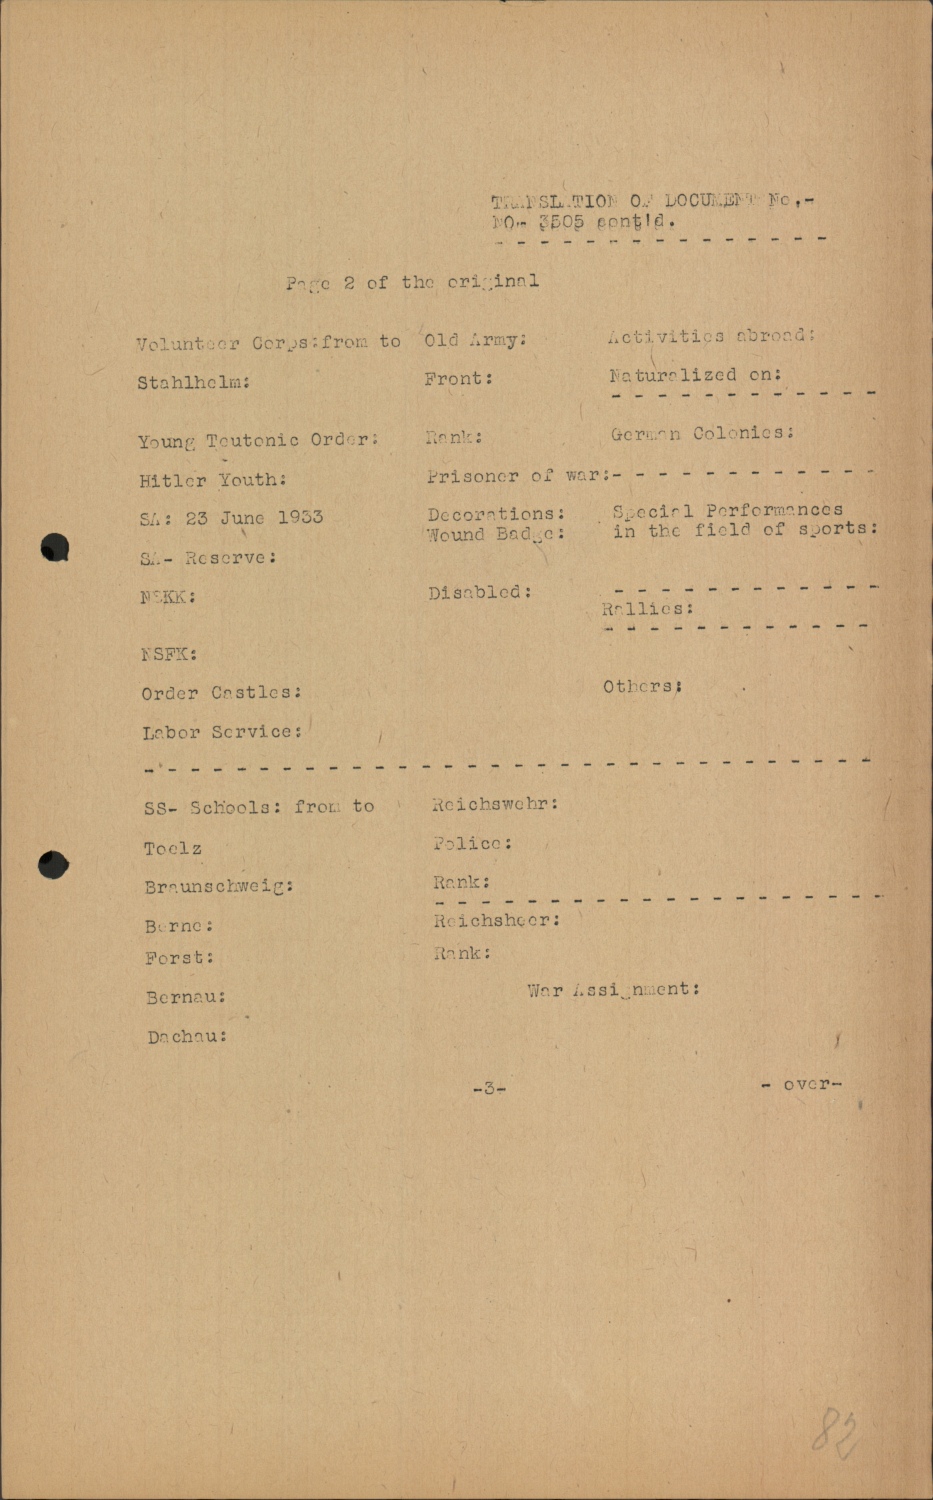 TRANSLATION OF DOCUMENT No.-
NO.- 3505 cont'd.
- - - - - - - - - - - - - - -
Page 2 of the original
Volunteer Corps:from to Old Army: Activities abroad:
Stahlhelm: Front: Naturalized on:
- - - - - - - - - - - -
Young Teutonic Order: Rank: German Colonies:
Hitler Youth: Prisoner of war:- - - - - - - - - - - -
SA: 23 June 1933 Decorations: Special Performances
Wound Badge: in the field of sports:
SA- Reserve:
NSKK: Disabled: - - - - - - - - - - - -
Rallies:
- - - - - - - - - - - -
NSFK:
Order Castles: Others:
Labor Service:
- - - - - - - - - - - - - - - - - - - - - - - - - - - - - - - -
SS- Schools: from to Reichswehr:
Toelz Police:
Braunschweig: Rank:
- - - - - - - - - - - - - - - - - - - -
Berne: Reichsheer:
Forst: Rank:
Bernau: War Assignment:
Dachau:
-3- - over-
82